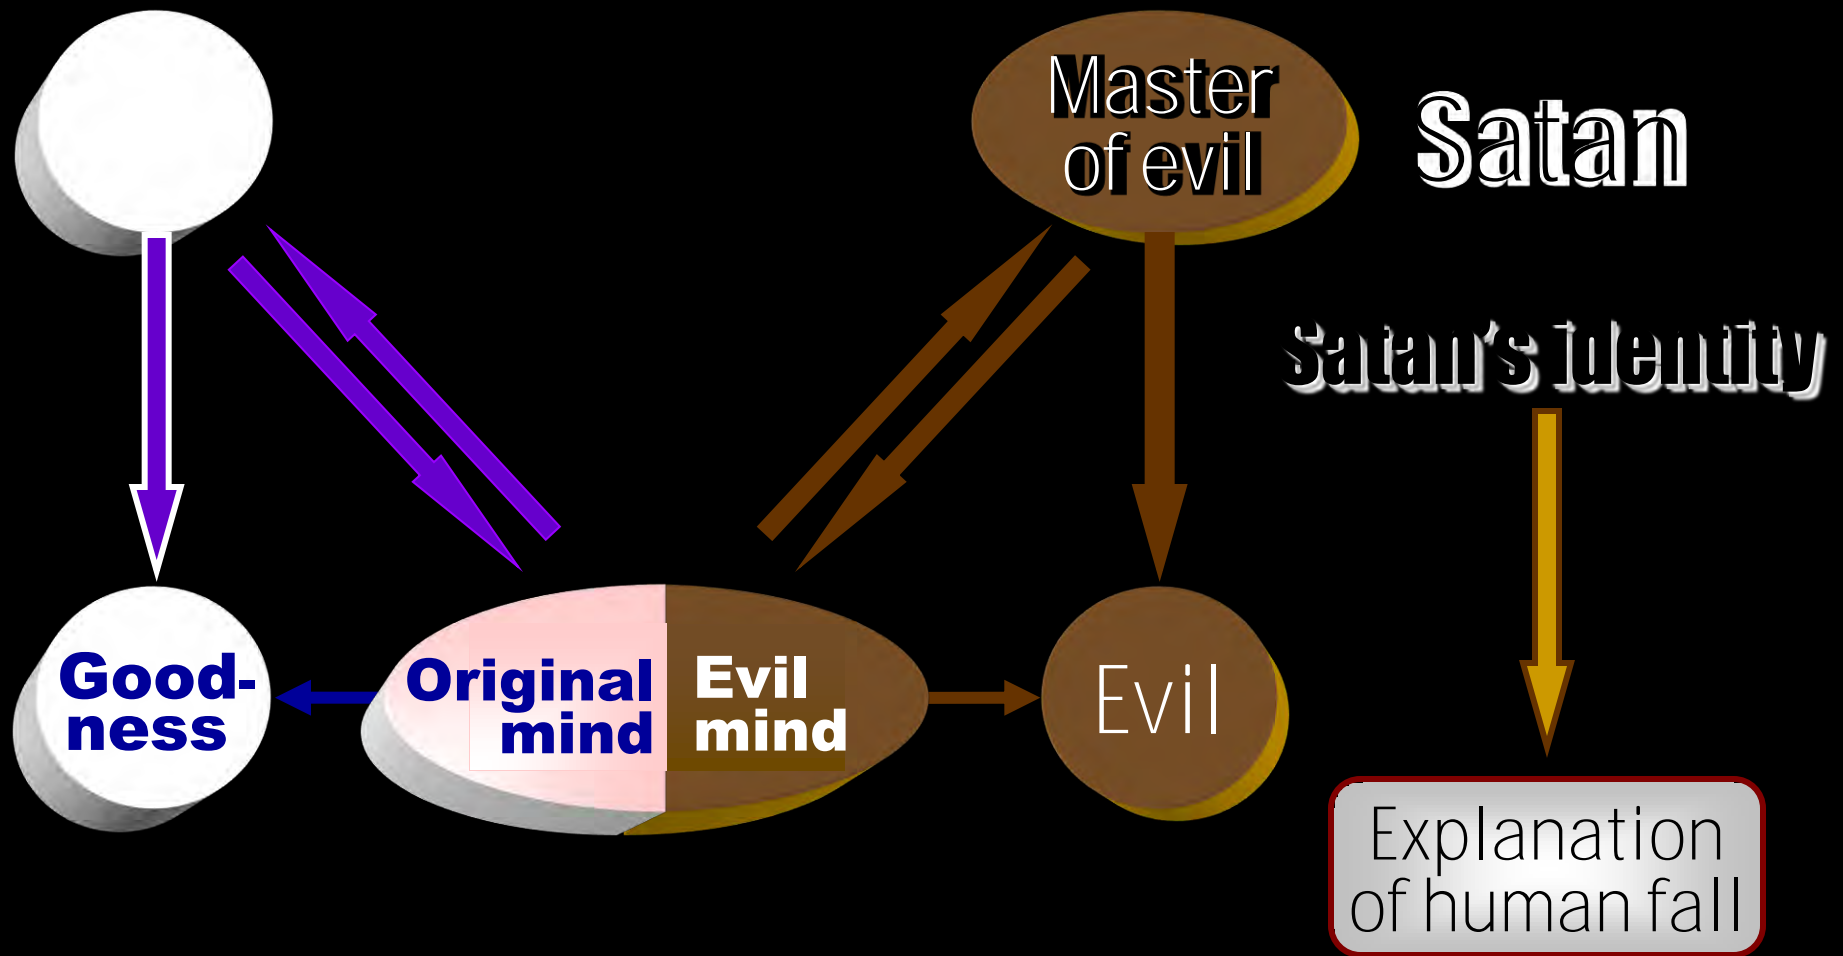 Master
of evil
Satan
Satan's identity
Good-
ness
Original
mind
Evil
mind
Evil
Explanation
of human fall